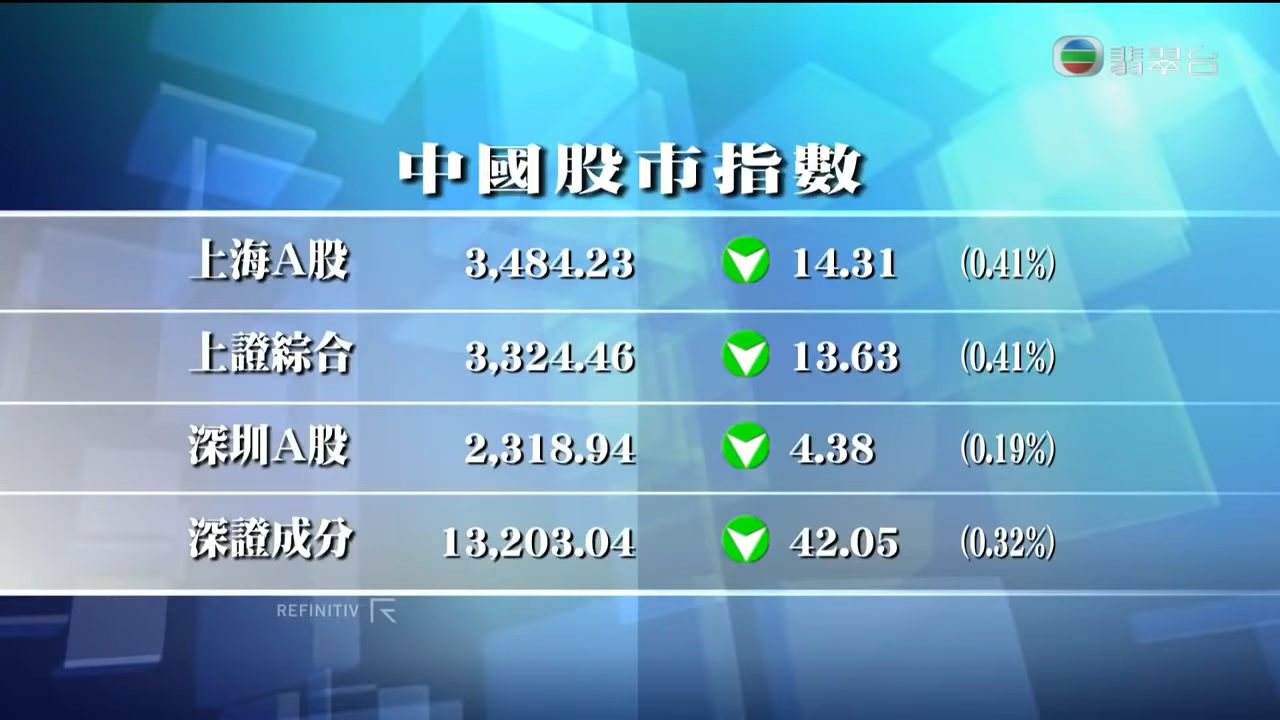 翡翠台
中國股市指數
上海A股 3,484.23 14.31 (0.41%)
上證綜合 3,324.46 13.63 (0.41%)
深圳A股 2,318.94 4.38 (0.19%)
深證成分 13,203.04 42.05 (0.32%)
REFINITIV